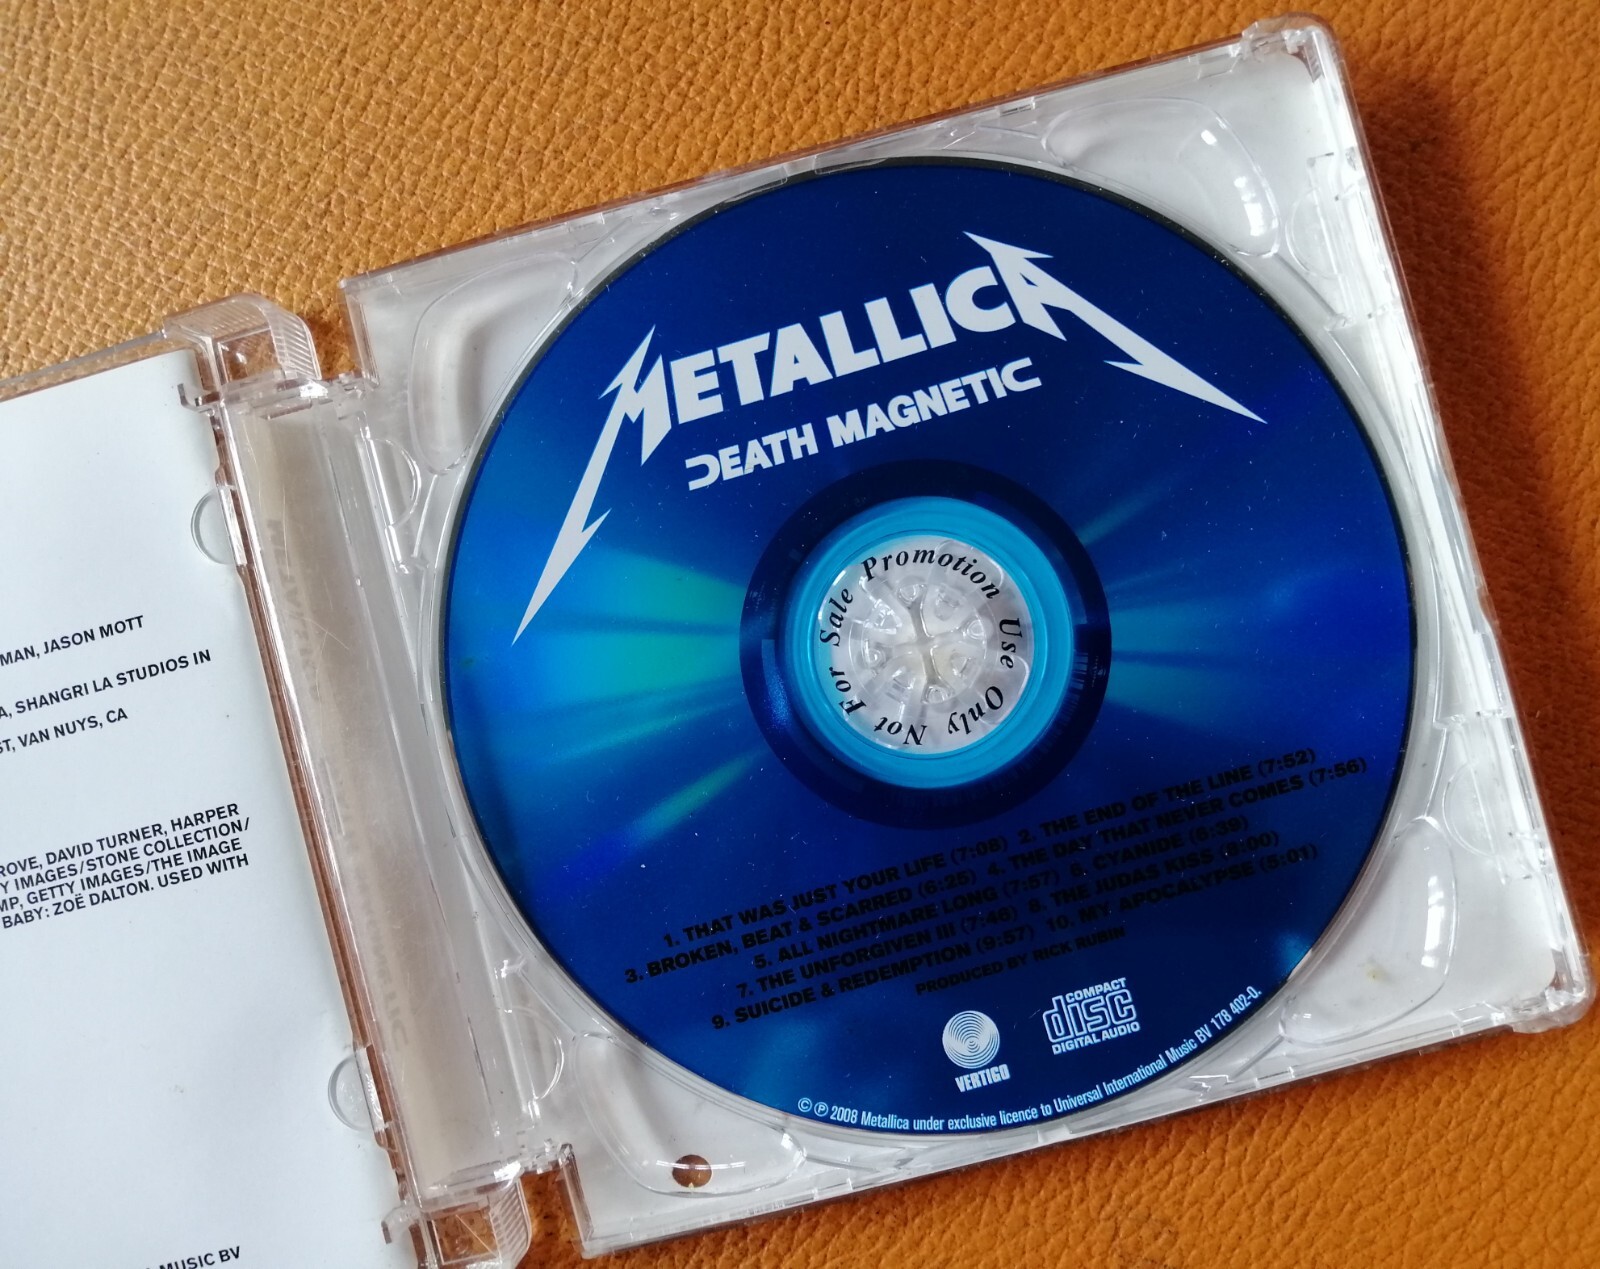 METALLICA
DEATH MAGNETIC
Promotion Use Only Not For Sale
1. THAT WAS JUST YOUR LIFE (7:08) 2. THE END OF THE LINE (7:52)
3. BROKEN, BEAT & SCARRED (6:25) 4. THE DAY THAT NEVER COMES (7:56)
5. ALL NIGHTMARE LONG (7:57) 6. CYANIDE (6:39)
7. THE UNFORGIVEN III (7:46) 8. THE JUDAS KISS (8:00)
9. SUICIDE & REDEMPTION (9:57) 10. MY APOCALYPSE (5:01)
PRODUCED BY RICK RUBIN
VERTIGO
COMPACT
disc
DIGITAL AUDIO
© ℗ 2008 Metallica under exclusive licence to Universal International Music BV 178 402-0.
MAN, JASON MOTT
A, SHANGRI LA STUDIOS IN
ST, VAN NUYS, CA
ROVE, DAVID TURNER, HARPER
Y IMAGES/STONE COLLECTION/
MP, GETTY IMAGES/THE IMAGE
BABY: ZOË DALTON. USED WITH
MUSIC BV